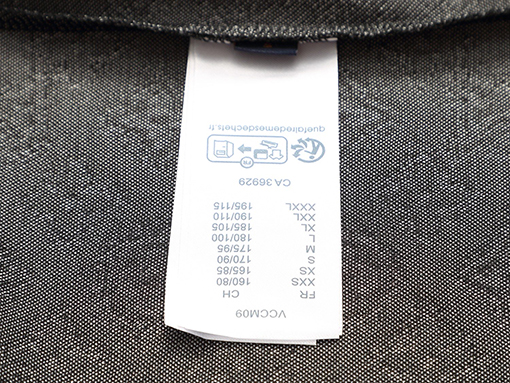 VCCM09
FR CH
XXS 160/80
XS 165/85
S 170/90
M 175/95
L 180/100
XL 185/105
XXL 190/110
XXXL 195/115
CA 36929
FR
quefairedemesdechets.fr